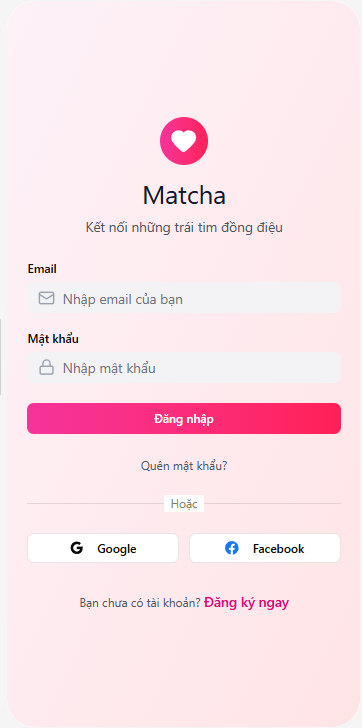 Matcha
Kết nối những trái tim đồng điệu
Email
Nhập email của bạn
Mật khẩu
Nhập mật khẩu
Đăng nhập
Quên mật khẩu?
Hoặc
Google
Facebook
Bạn chưa có tài khoản? Đăng ký ngay